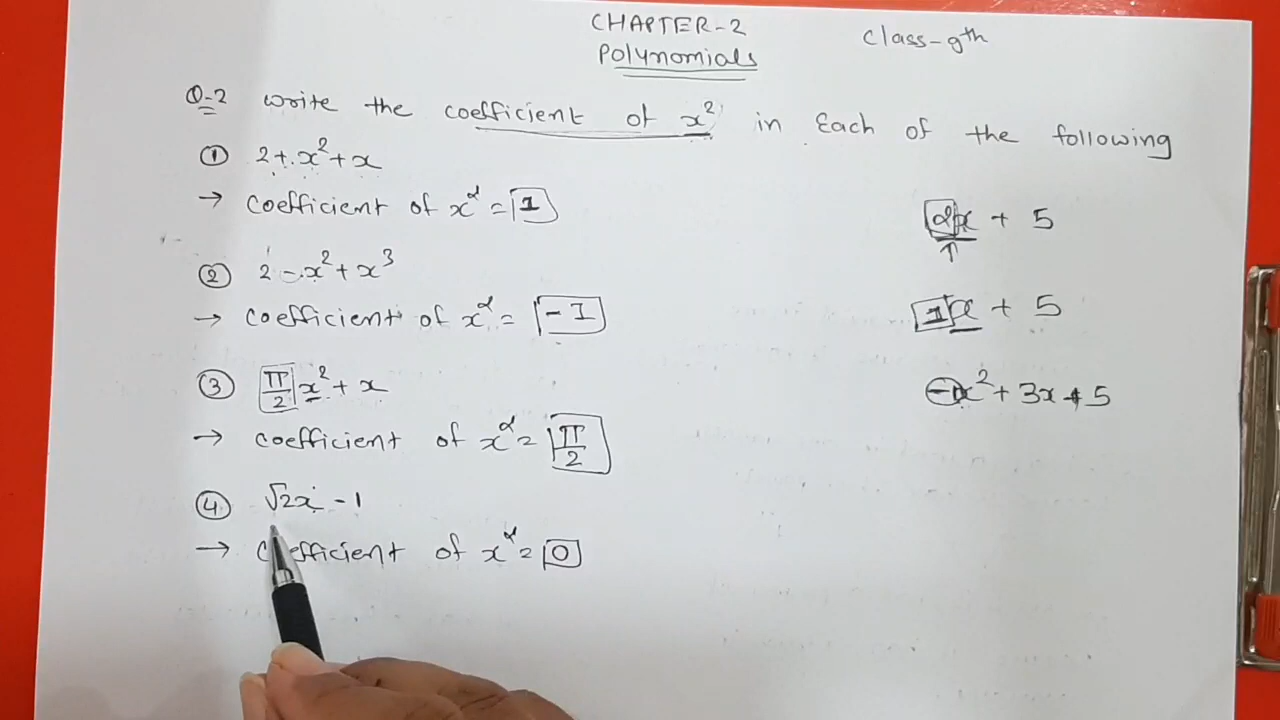 CHAPTER-2
Class-9th
Polynomials
Q-2 write the coefficient of x² in Each of the following
① 2+x²+x
→ coefficient of x² = 1
② 2-x²+x³
→ coefficient of x² = -1
③ π/2 x²+x
→ coefficient of x² = π/2
④ √2x-1
→ coefficient of x² = 0
2x + 5
↑
1x + 5
-1x²+3x+5